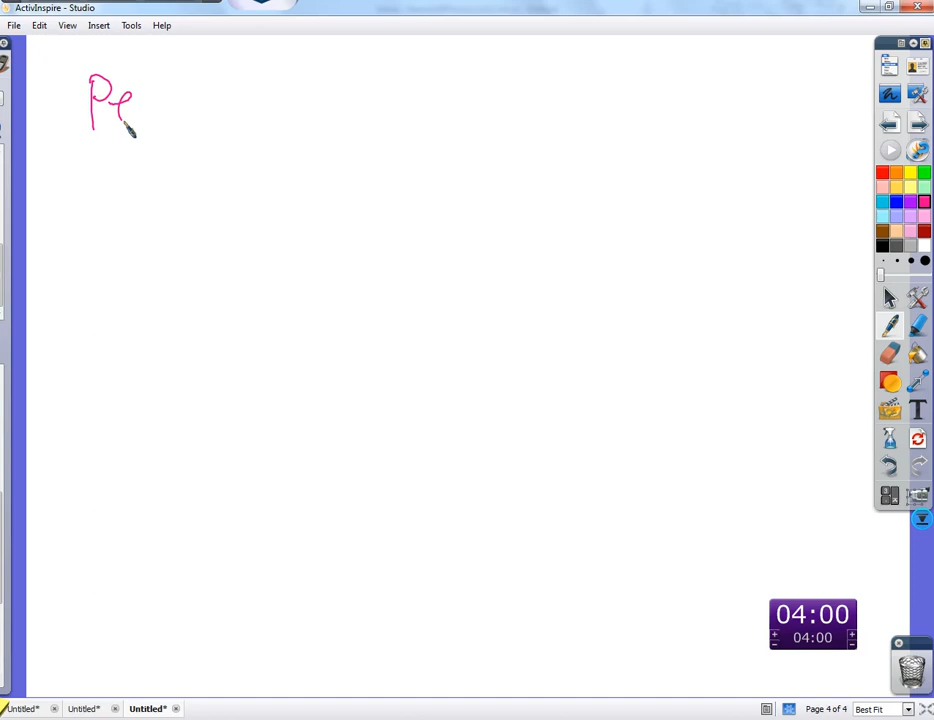 ActivInspire - Studio
File Edit View Insert Tools Help
Pe
04:00
04:00
Untitled* Untitled* Untitled* Page 4 of 4 Best Fit